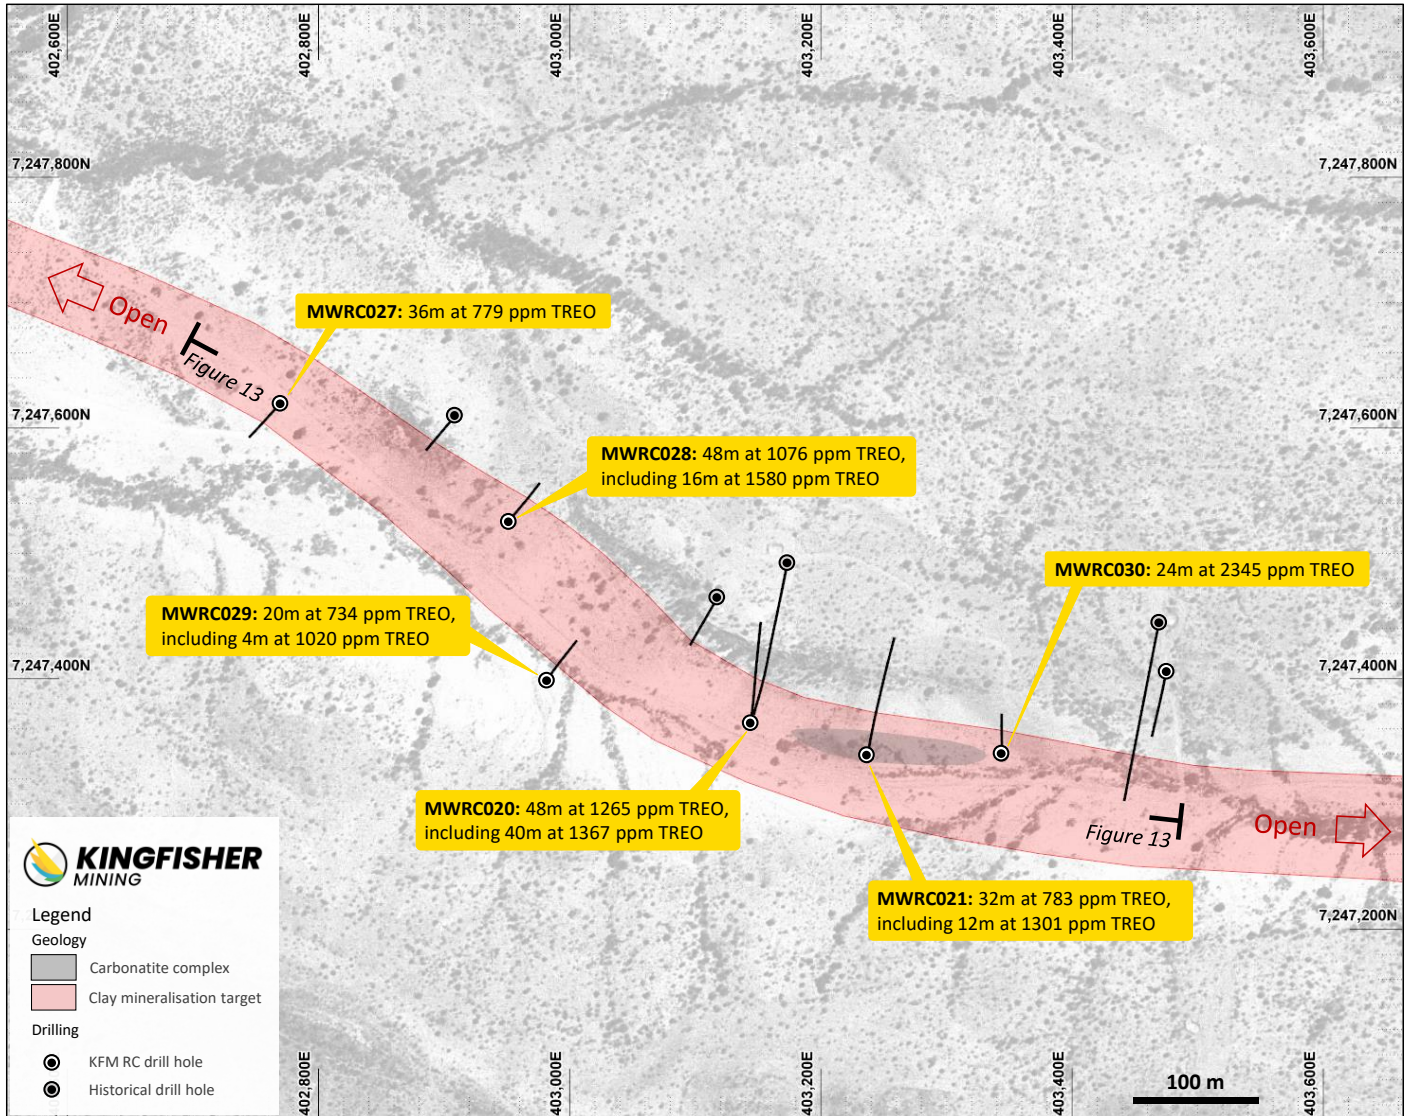 402,600E
402,800E
403,000E
403,200E
403,400E
403,600E
7,247,800N
7,247,800N
Open
MWRC027: 36m at 779 ppm TREO
Figure 13
7,247,600N
7,247,600N
MWRC028: 48m at 1076 ppm TREO,
including 16m at 1580 ppm TREO
MWRC030: 24m at 2345 ppm TREO
MWRC029: 20m at 734 ppm TREO,
including 4m at 1020 ppm TREO
7,247,400N
7,247,400N
MWRC020: 48m at 1265 ppm TREO,
including 40m at 1367 ppm TREO
Figure 13
Open
MWRC021: 32m at 783 ppm TREO,
including 12m at 1301 ppm TREO
7,247,200N
KINGFISHER
MINING
Legend
Geology
Carbonatite complex
Clay mineralisation target
Drilling
KFM RC drill hole
Historical drill hole
402,800E
403,000E
403,200E
403,400E
403,600E
100 m